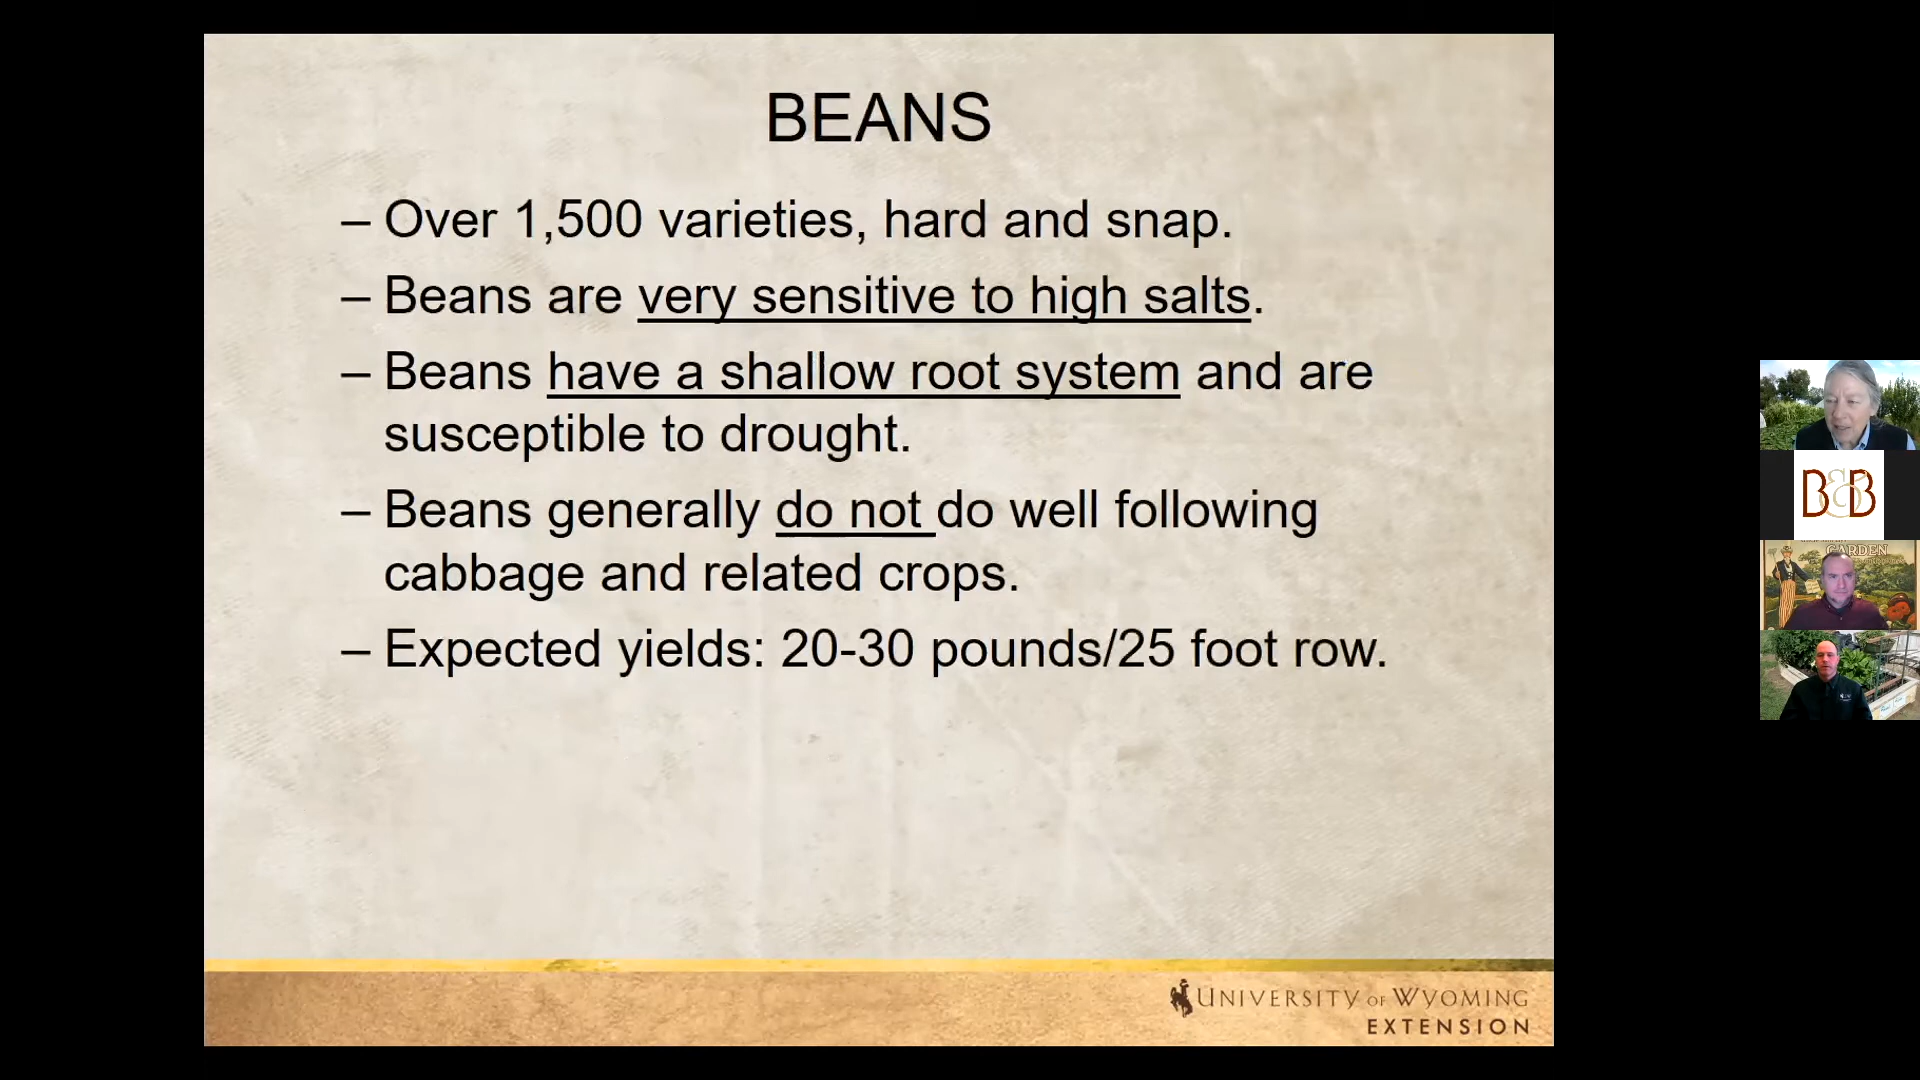 BEANS
– Over 1,500 varieties, hard and snap.
– Beans are very sensitive to high salts.
– Beans have a shallow root system and are
susceptible to drought.
– Beans generally do not do well following
cabbage and related crops.
– Expected yields: 20-30 pounds/25 foot row.
UNIVERSITY OF WYOMING
EXTENSION
B&B
GARDEN